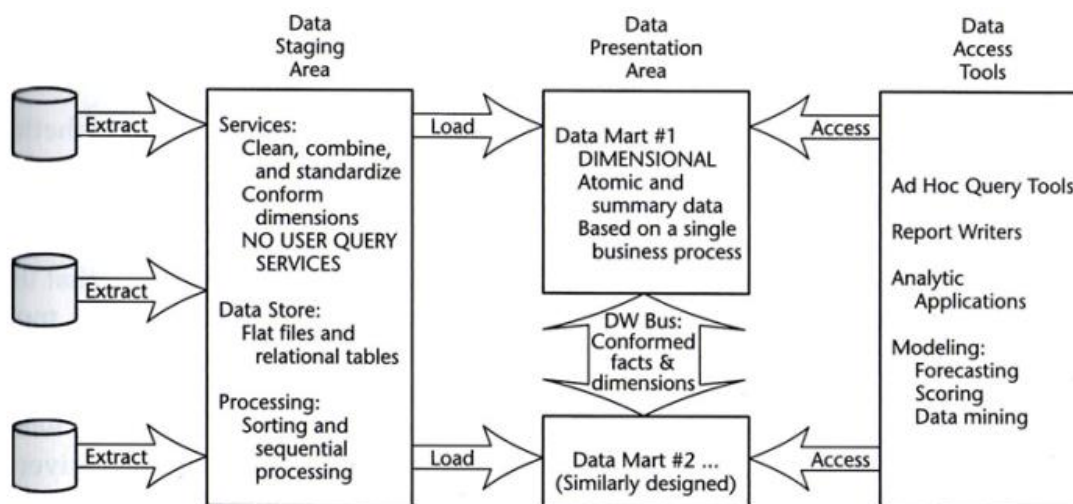 Data
Staging
Area
Data
Presentation
Area
Data
Access
Tools
Extract
Extract
Extract
Services:
Clean, combine,
and standardize
Conform
dimensions
NO USER QUERY
SERVICES
Data Store:
Flat files and
relational tables
Processing:
Sorting and
sequential
processing
Load
Load
Data Mart #1
DIMENSIONAL
Atomic and
summary data
Based on a single
business process
DW Bus:
Conformed
facts &
dimensions
Data Mart #2 ...
(Similarly designed)
Access
Access
Ad Hoc Query Tools
Report Writers
Analytic
Applications
Modeling:
Forecasting
Scoring
Data mining